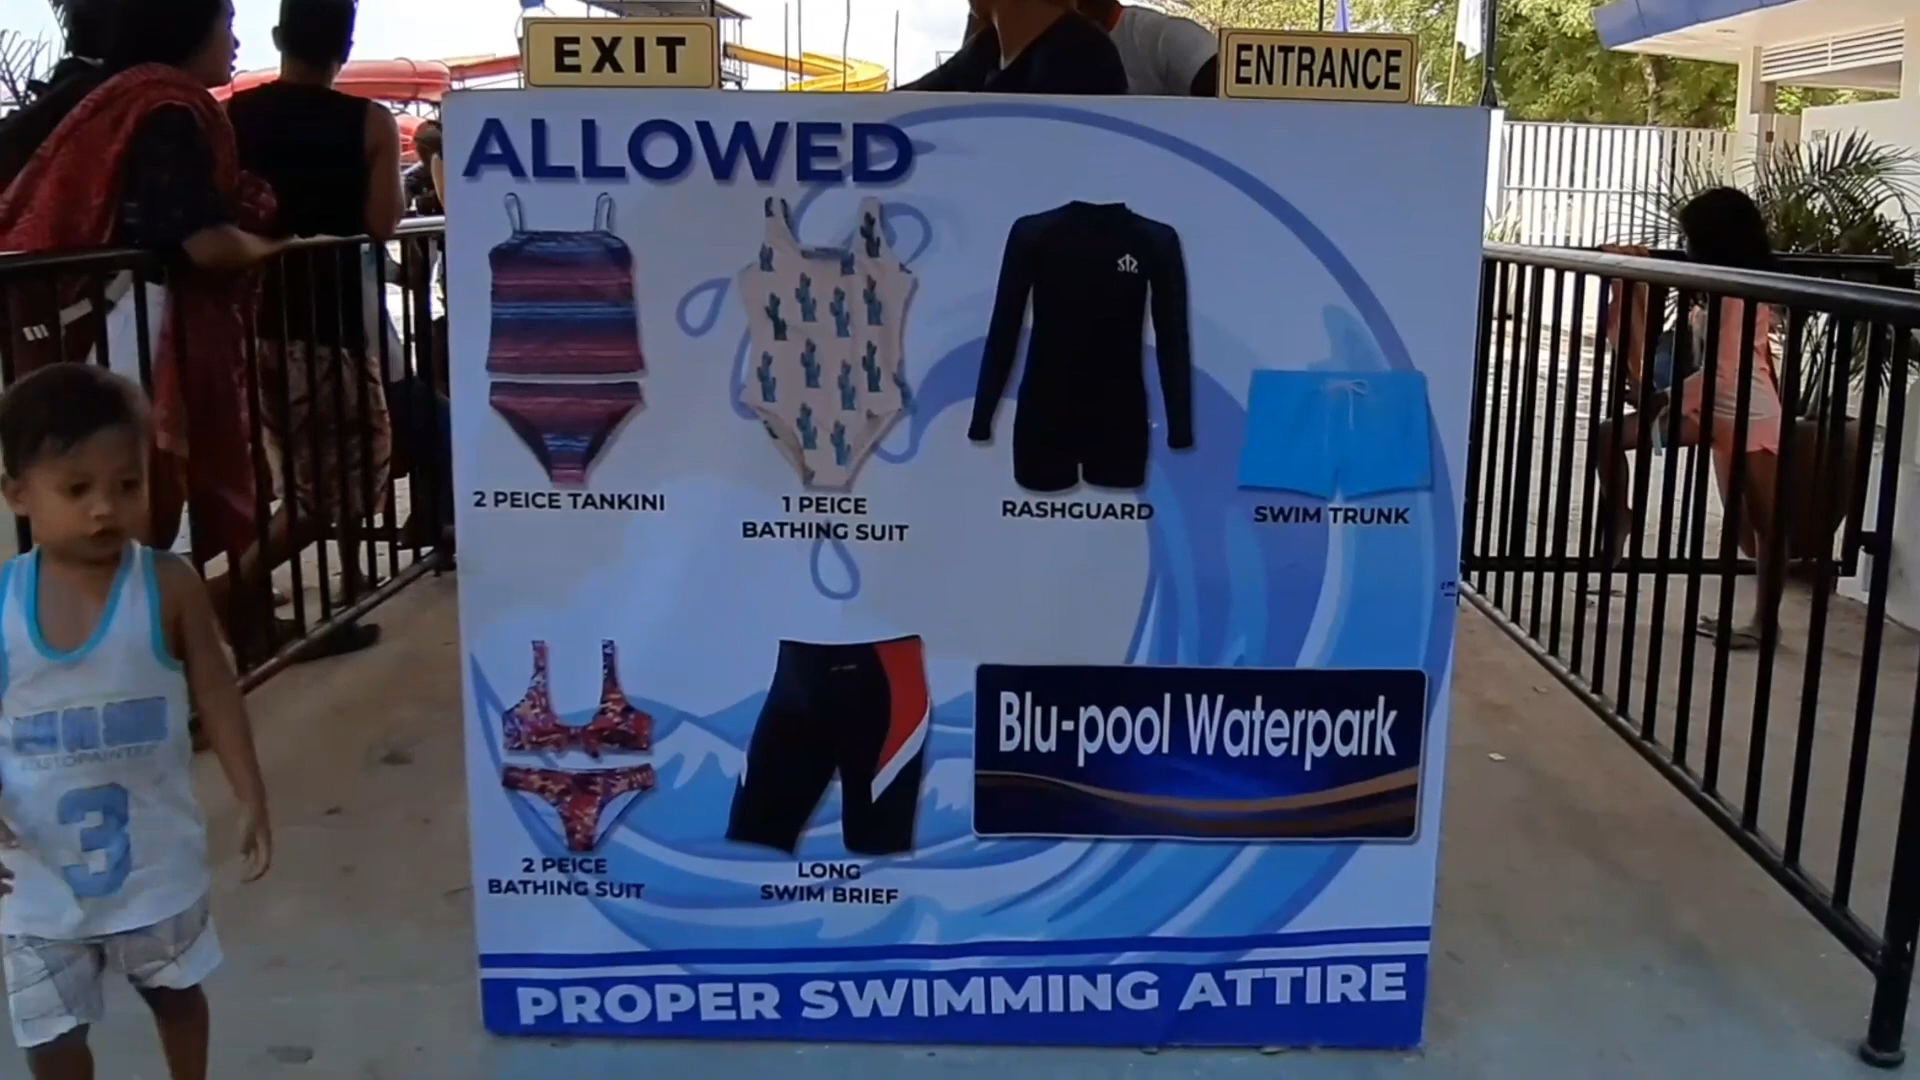 EXIT
ENTRANCE
ALLOWED
2 PEICE TANKINI
1 PEICE
BATHING SUIT
RASHGUARD
SWIM TRUNK
2 PEICE
BATHING SUIT
LONG
SWIM BRIEF
Blu-pool Waterpark
PROPER SWIMMING ATTIRE
3